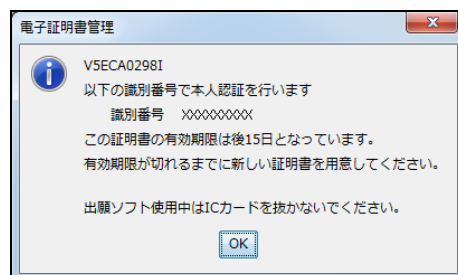 電子証明書管理
V5ECA0298I
以下の識別番号で本人認証を行います
識別番号 XXXXXXXXX
この証明書の有効期限は後15日となっています。
有効期限が切れるまでに新しい証明書を用意してください。
出願ソフト使用中はICカードを抜かないでください。
OK